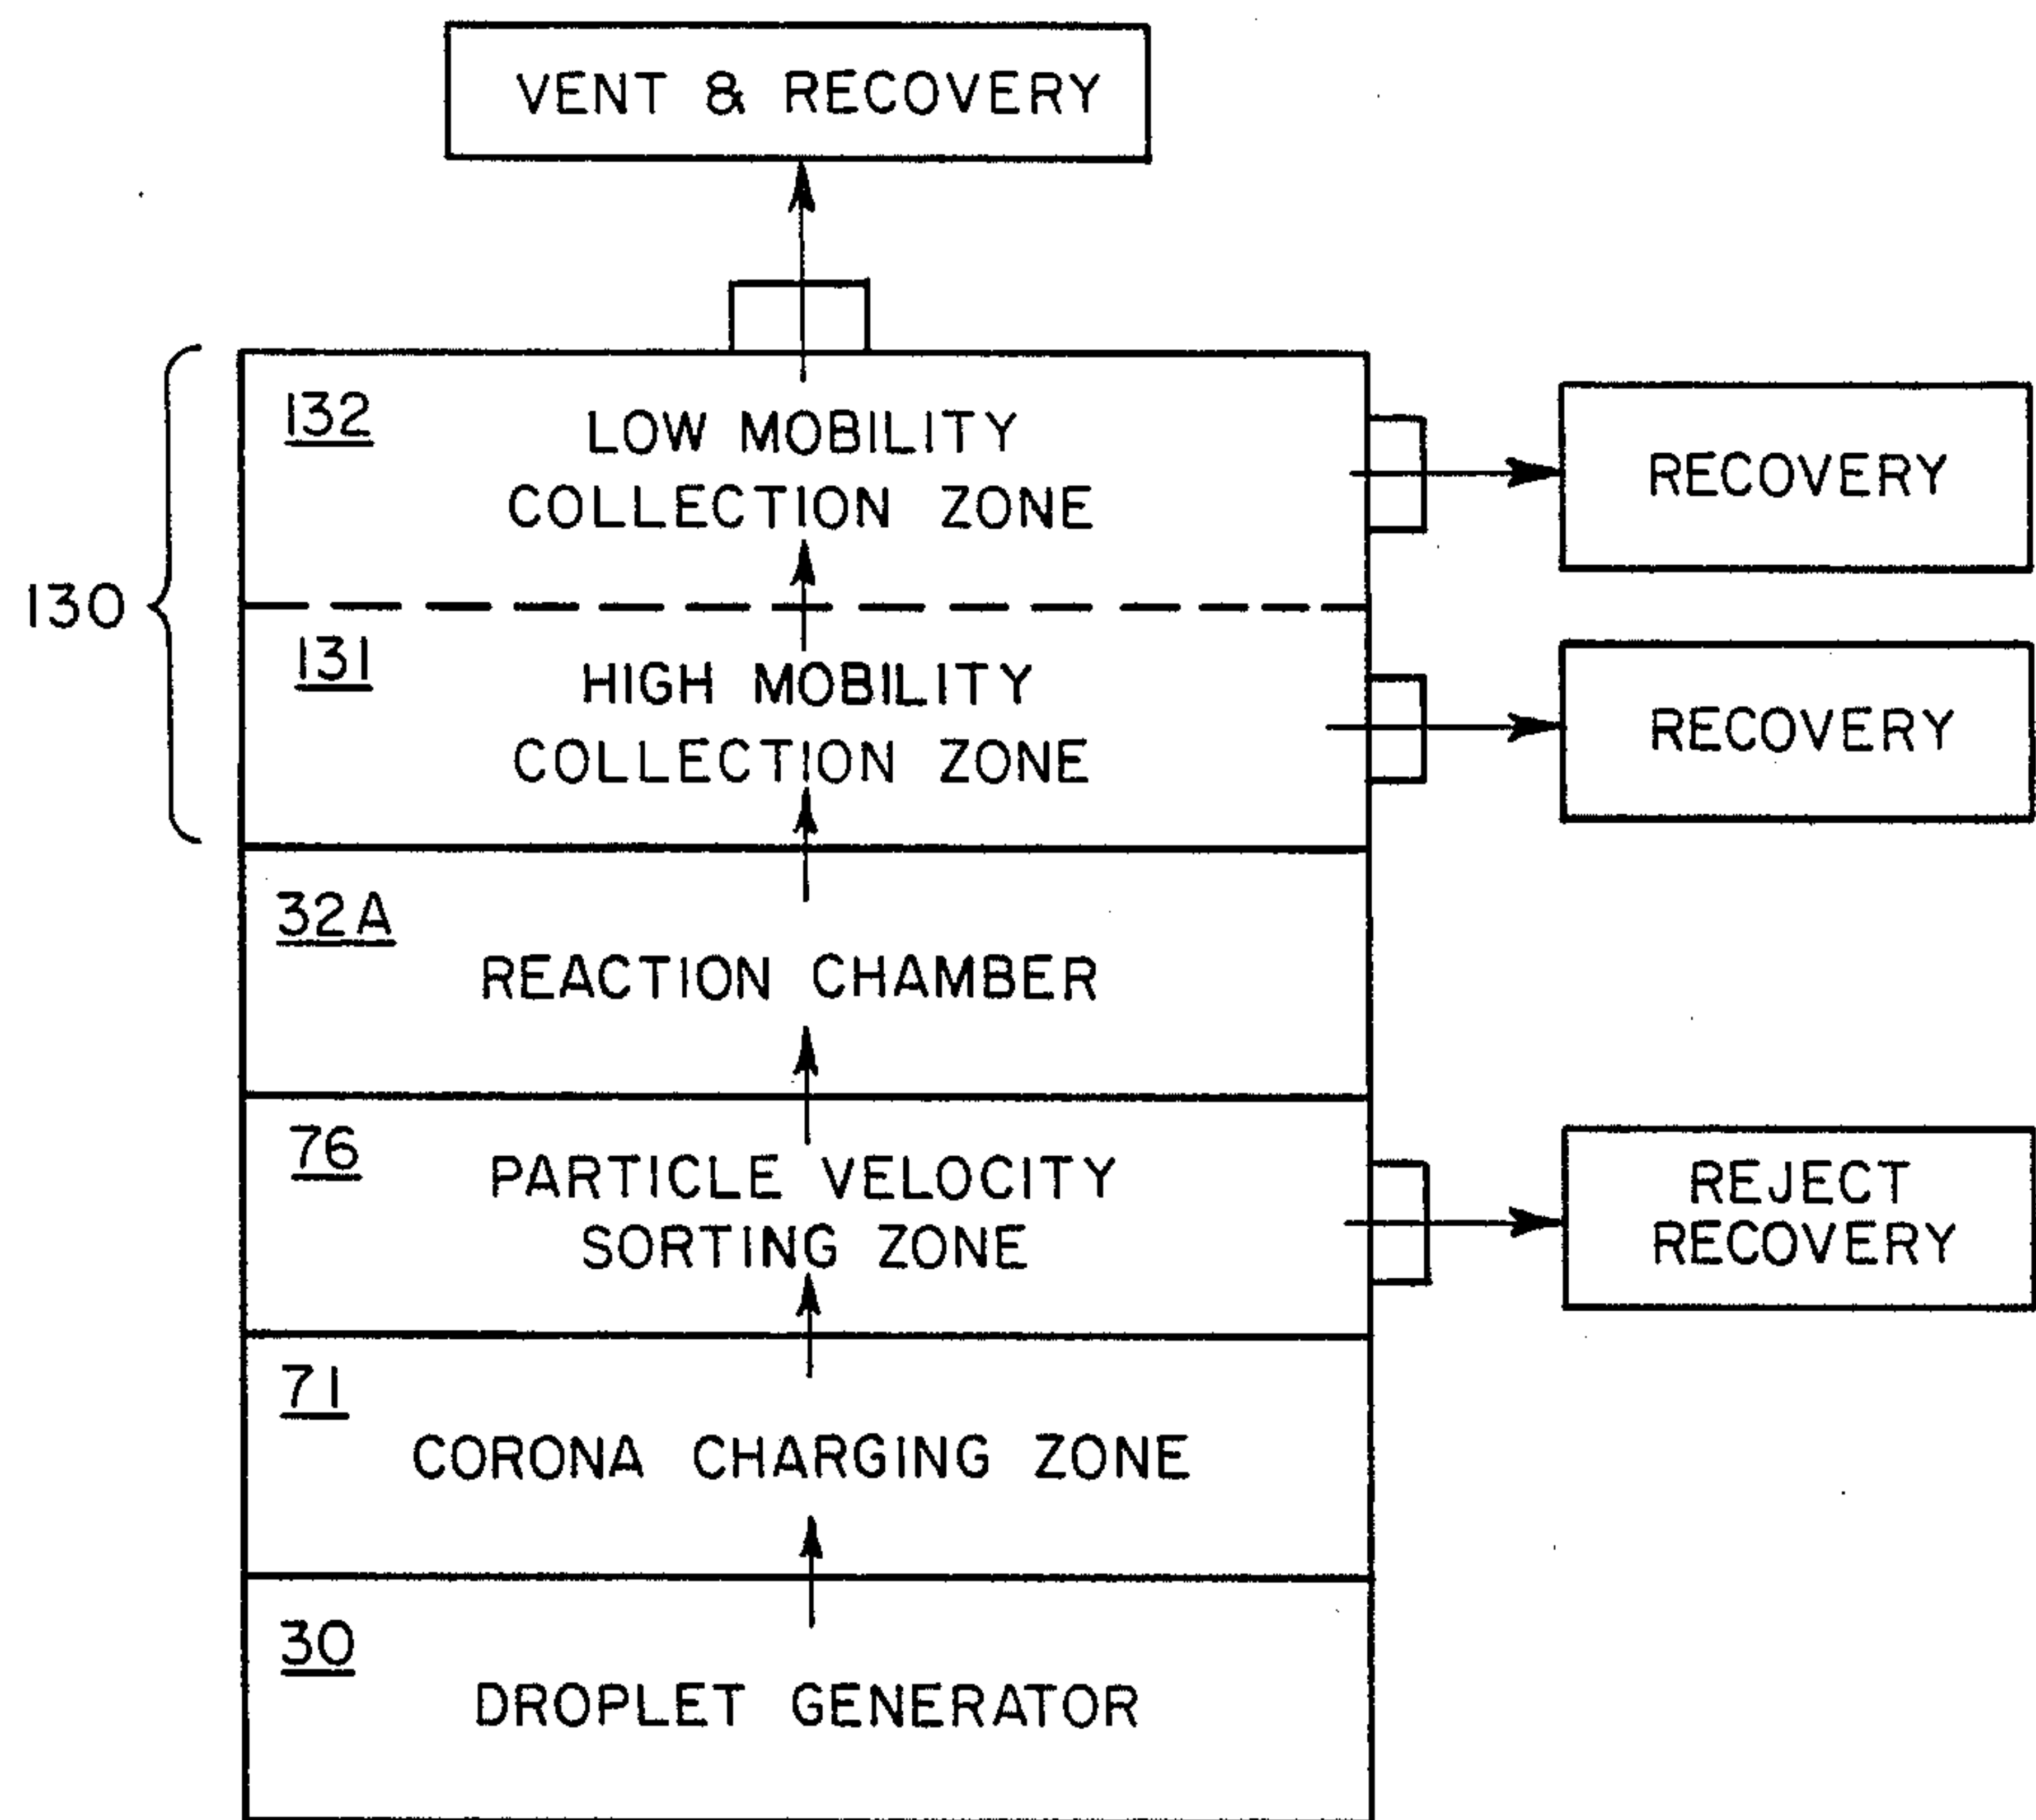 VENT & RECOVERY
132
LOW MOBILITY
COLLECTION ZONE
RECOVERY
130
131
HIGH MOBILITY
COLLECTION ZONE
RECOVERY
32A
REACTION CHAMBER
76
PARTICLE VELOCITY
SORTING ZONE
REJECT
RECOVERY
71
CORONA CHARGING ZONE
30
DROPLET GENERATOR